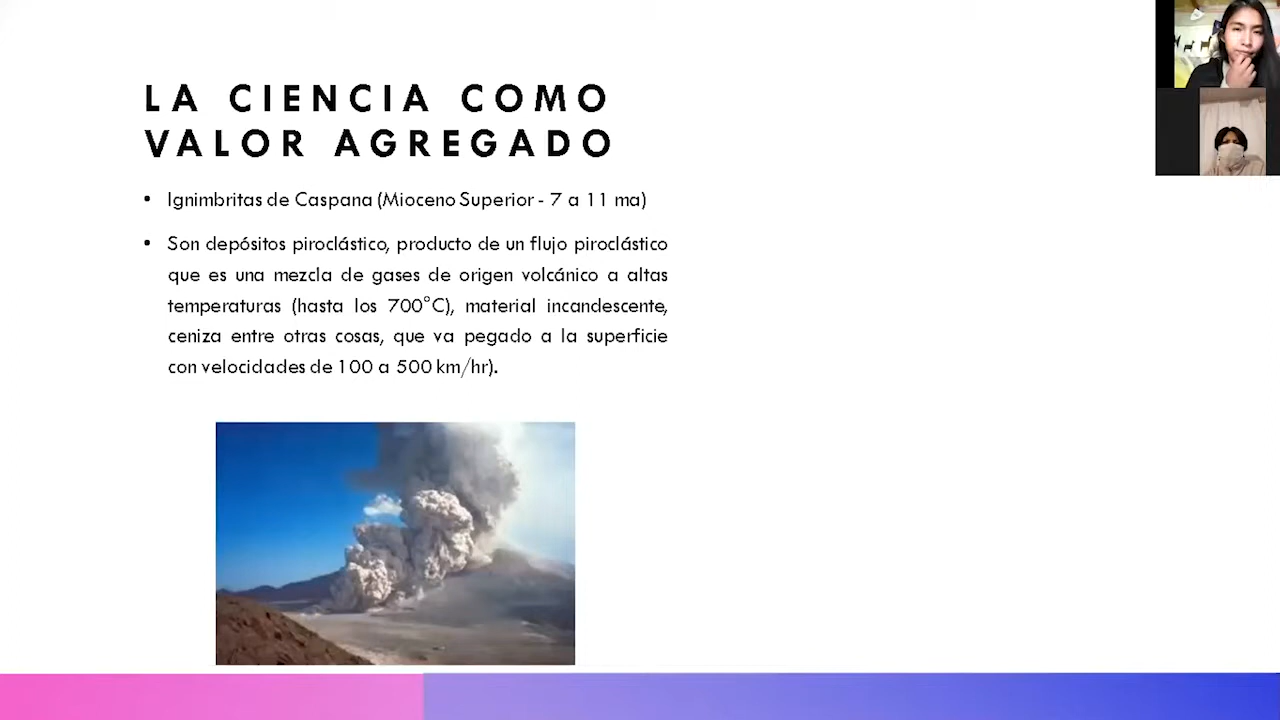 LA CIENCIA COMO
VALOR AGREGADO
• Ignimbritas de Caspana (Mioceno Superior - 7 a 11 ma)
• Son depósitos piroclástico, producto de un flujo piroclástico
que es una mezcla de gases de origen volcánico a altas
temperaturas (hasta los 700°C), material incandescente,
ceniza entre otras cosas, que va pegado a la superficie
con velocidades de 100 a 500 km/hr).